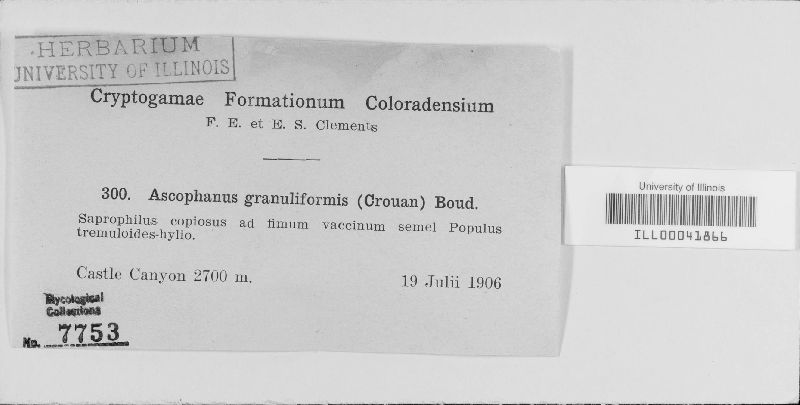 HERBARIUM
UNIVERSITY OF ILLINOIS
Cryptogamae Formationum Coloradensium
F. E. et E. S. Clements
300. Ascophanus granuliformis (Crouan) Boud.
Saprophilus copiosus ad fimum vaccinum semel Populus
tremuloides-hylio.
Castle Canyon 2700 m. 19 Julii 1906
Mycological
Collections
No. 7753
University of Illinois
ILL00041866